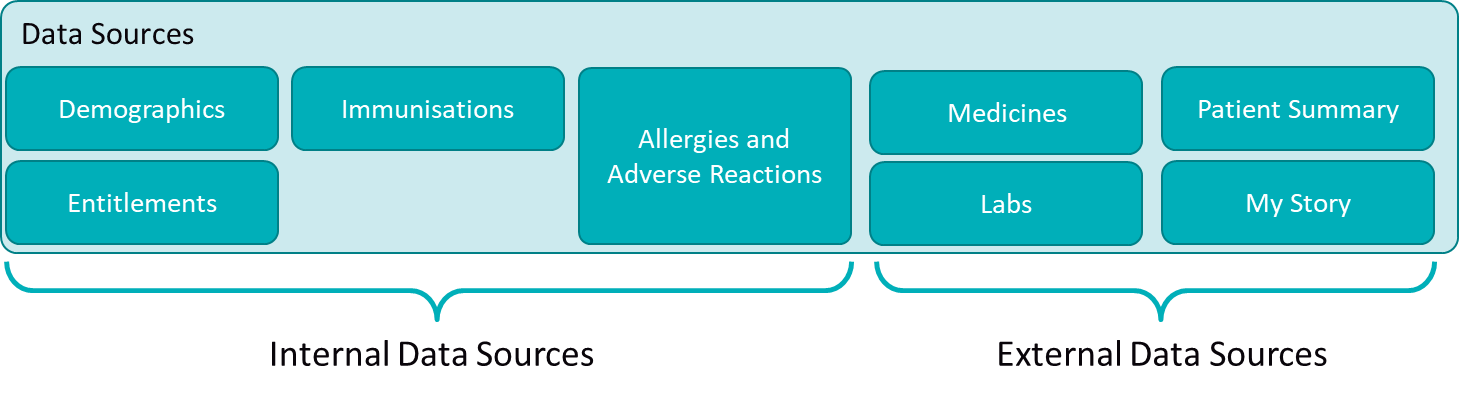 Data Sources
Demographics
Immunisations
Allergies and
Adverse Reactions
Medicines
Patient Summary
Entitlements
Labs
My Story
Internal Data Sources
External Data Sources